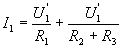 I₁ = U₁'/R₁ + U₁'/(R₂ + R₃)